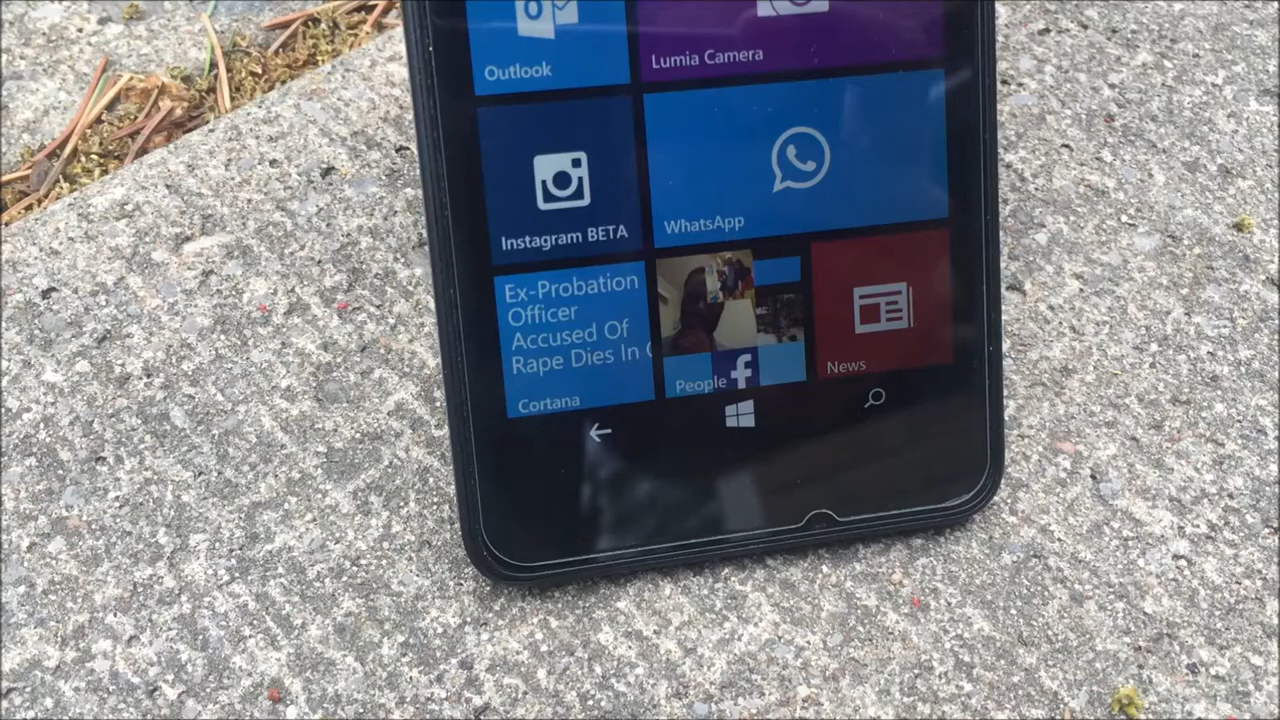 Outlook
Lumia Camera
Instagram BETA
WhatsApp
Ex-Probation
Officer
Accused Of
Rape Dies In
Cortana
People
News